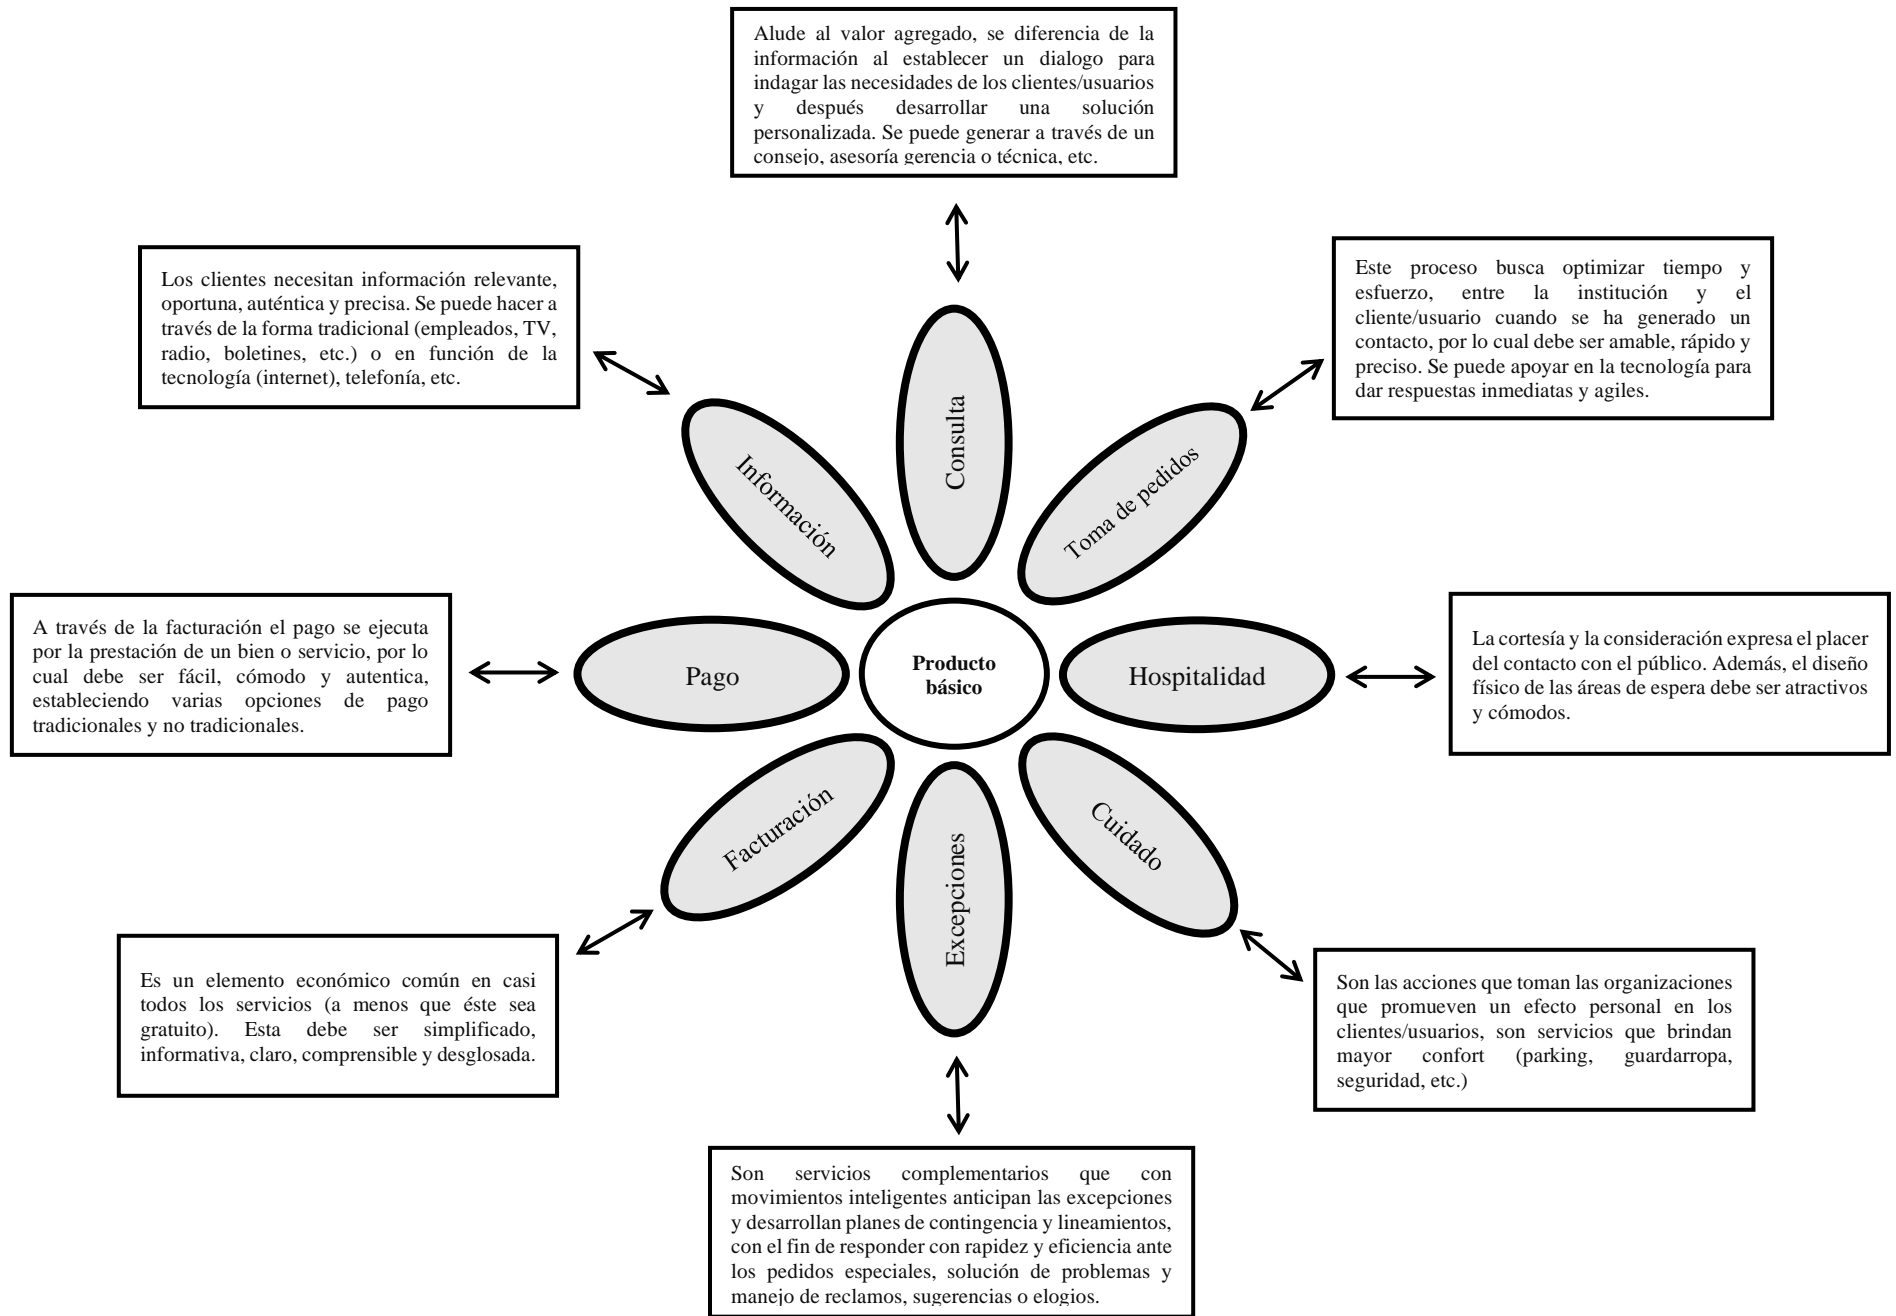 Alude al valor agregado, se diferencia de la
información al establecer un dialogo para
indagar las necesidades de los clientes/usuarios
y después desarrollar una solución
personalizada. Se puede generar a través de un
consejo, asesoría gerencia o técnica, etc.
Los clientes necesitan información relevante,
oportuna, auténtica y precisa. Se puede hacer a
través de la forma tradicional (empleados, TV,
radio, boletines, etc.) o en función de la
tecnología (internet), telefonía, etc.
Este proceso busca optimizar tiempo y
esfuerzo, entre la institución y el
cliente/usuario cuando se ha generado un
contacto, por lo cual debe ser amable, rápido y
preciso. Se puede apoyar en la tecnología para
dar respuestas inmediatas y agiles.
Consulta
Información
Toma de pedidos
A través de la facturación el pago se ejecuta
por la prestación de un bien o servicio, por lo
cual debe ser fácil, cómodo y autentica,
estableciendo varias opciones de pago
tradicionales y no tradicionales.
Pago
Producto
básico
Hospitalidad
La cortesía y la consideración expresa el placer
del contacto con el público. Además, el diseño
físico de las áreas de espera debe ser atractivos
y cómodos.
Facturación
Excepciones
Cuidado
Es un elemento económico común en casi
todos los servicios (a menos que éste sea
gratuito). Esta debe ser simplificado,
informativa, claro, comprensible y desglosada.
Son las acciones que toman las organizaciones
que promueven un efecto personal en los
clientes/usuarios, son servicios que brindan
mayor confort (parking, guardarropa,
seguridad, etc.)
Son servicios complementarios que con
movimientos inteligentes anticipan las excepciones
y desarrollan planes de contingencia y lineamientos,
con el fin de responder con rapidez y eficiencia ante
los pedidos especiales, solución de problemas y
manejo de reclamos, sugerencias o elogios.